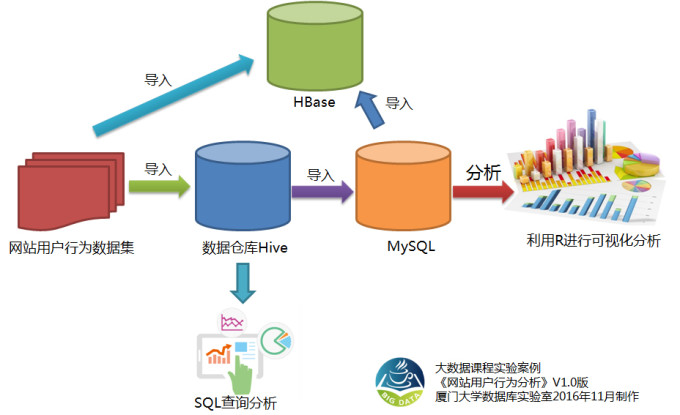 导入
HBase
导入
导入
导入
分析
网站用户行为数据集
数据仓库Hive
MySQL
利用R进行可视化分析
SQL查询分析
BIG DATA
大数据课程实验案例
《网站用户行为分析》V1.0版
厦门大学数据库实验室2016年11月制作